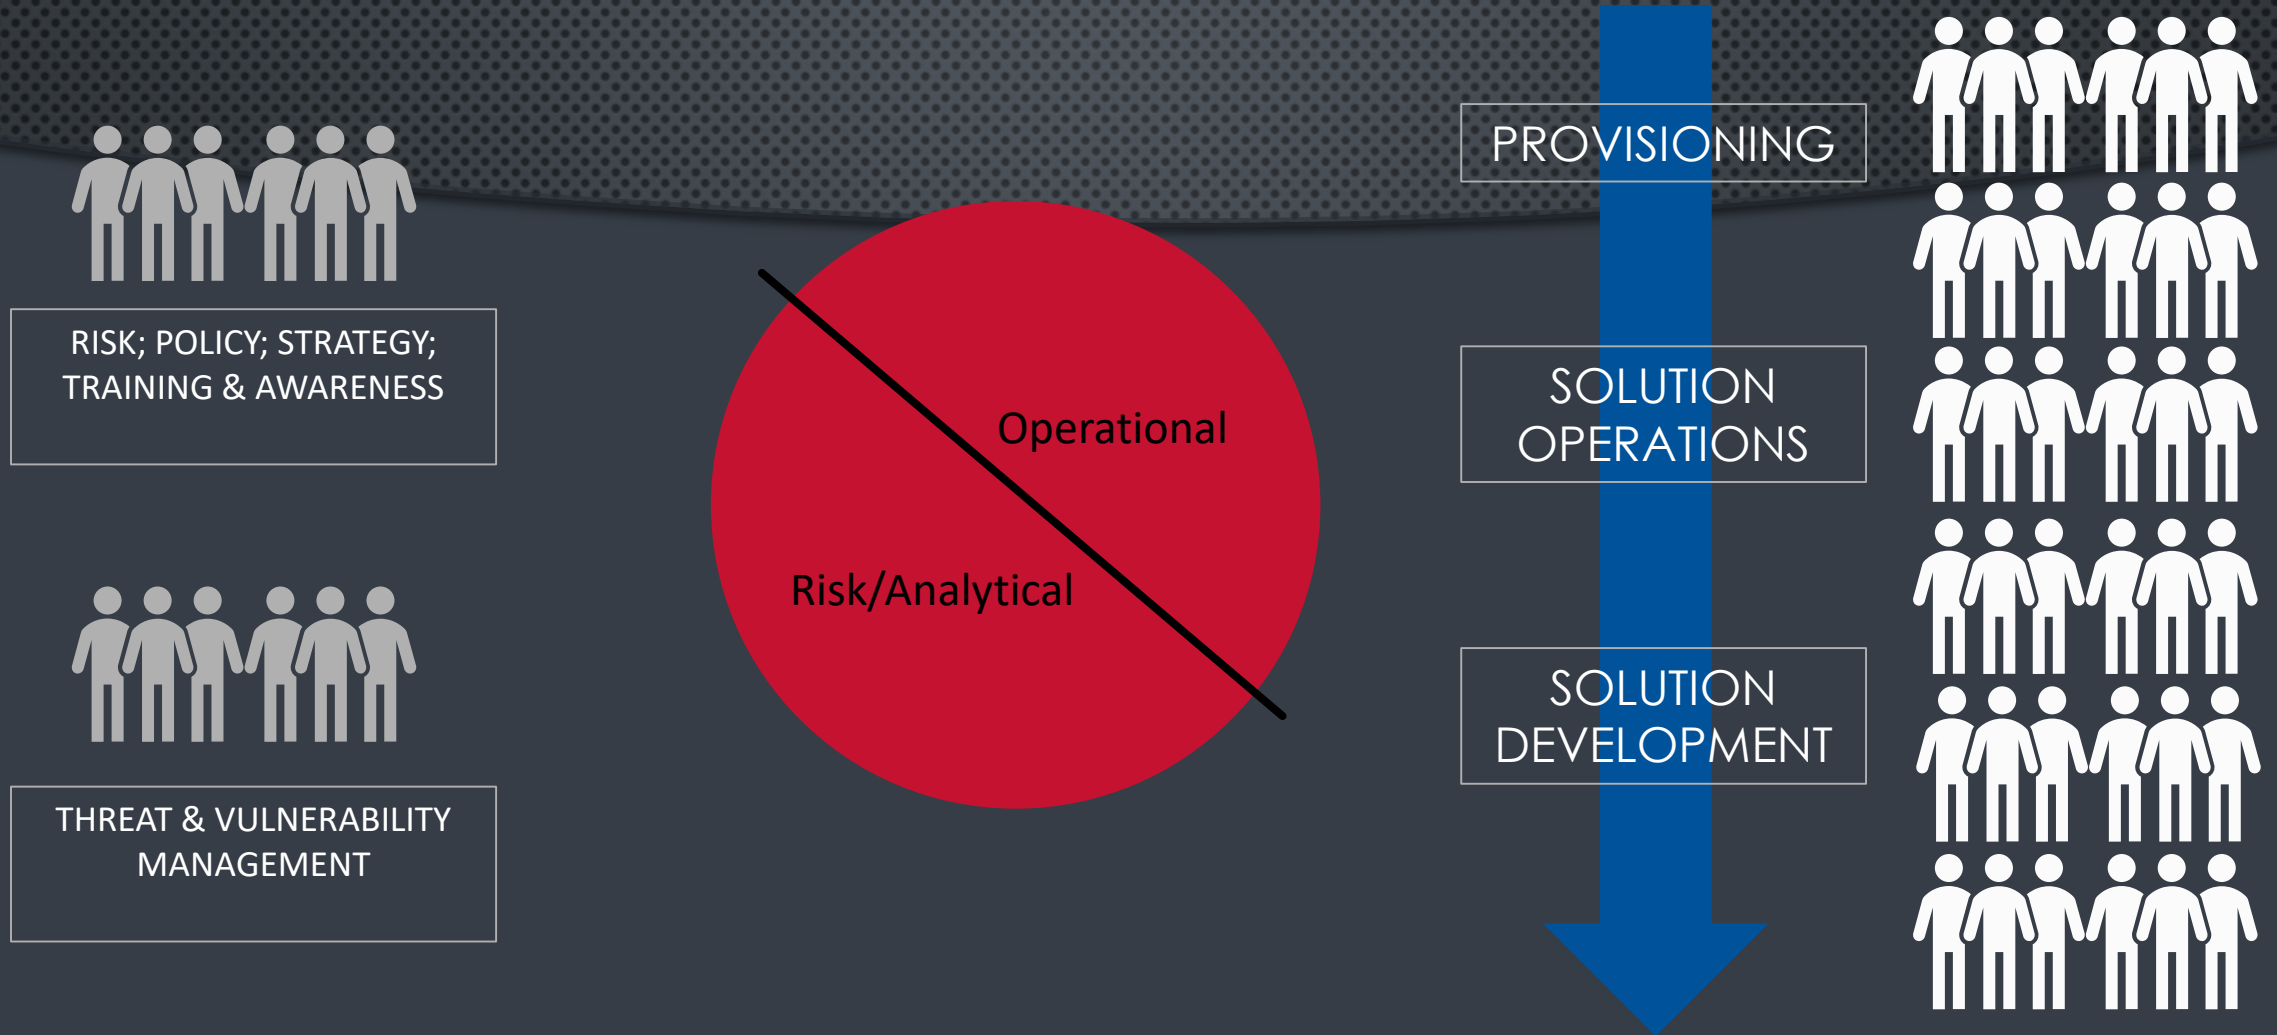 RISK; POLICY; STRATEGY;
TRAINING & AWARENESS
THREAT & VULNERABILITY
MANAGEMENT
Operational
Risk/Analytical
PROVISIONING
SOLUTION
OPERATIONS
SOLUTION
DEVELOPMENT